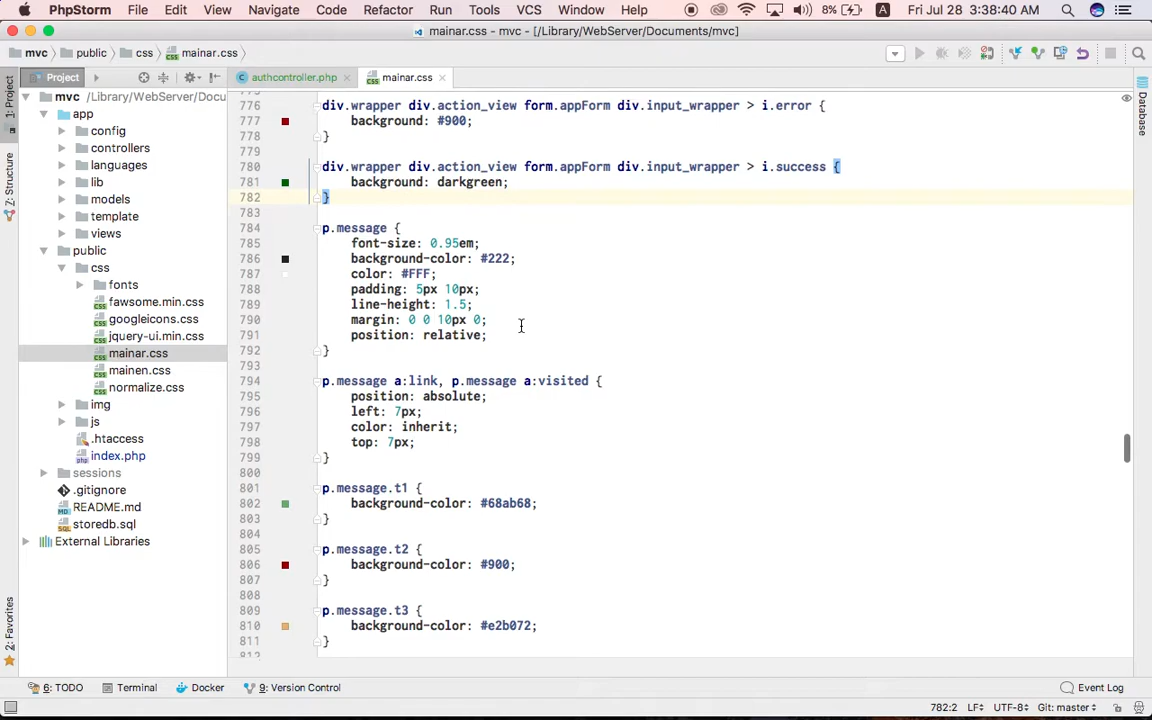 PhpStorm File Edit View Navigate Code Refactor Run Tools VCS Window Help 8% A Fri Jul 28 3:38:40 AM
mainar.css - mvc - [/Library/WebServer/Documents/mvc]
mvc public css mainar.css
1: Project
Z: Structure
2: Favorites
Project
authcontroller.php mainar.css
mvc /Library/WebServer/Docu
app
config
controllers
languages
lib
models
template
views
public
css
fonts
fawsome.min.css
googleicons.css
jquery-ui.min.css
mainar.css
mainen.css
normalize.css
img
js
.htaccess
index.php
sessions
.gitignore
README.md
storedb.sql
External Libraries
775
776 div.wrapper div.action_view form.appForm div.input_wrapper > i.error {
777 background: #900;
778 }
779
780 div.wrapper div.action_view form.appForm div.input_wrapper > i.success {
781 background: darkgreen;
782 }
783
784 p.message {
785 font-size: 0.95em;
786 background-color: #222;
787 color: #FFF;
788 padding: 5px 10px;
789 line-height: 1.5;
790 margin: 0 0 10px 0;
791 position: relative;
792 }
793
794 p.message a:link, p.message a:visited {
795 position: absolute;
796 left: 7px;
797 color: inherit;
798 top: 7px;
799 }
800
801 p.message.t1 {
802 background-color: #68ab68;
803 }
804
805 p.message.t2 {
806 background-color: #900;
807 }
808
809 p.message.t3 {
810 background-color: #e2b072;
811 }
812
Database
6: TODO Terminal Docker 9: Version Control Event Log
782:2 LF UTF-8 Git: master